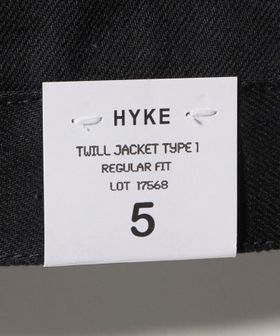 HYKE
TWILL JACKET TYPE 1
REGULAR FIT
LOT 17568
5